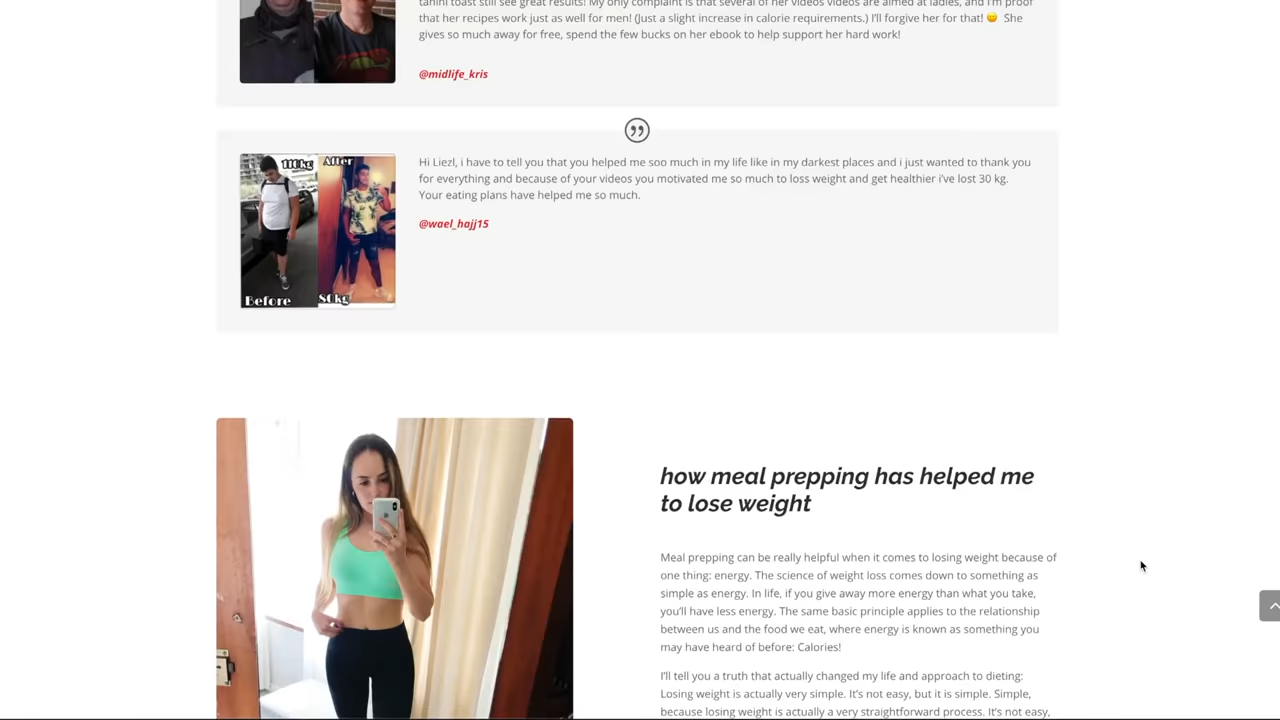 tahini toast still see great results! My only complaint is that several of her videos videos are aimed at ladies, and I'm proof
that her recipes work just as well for men! (Just a slight increase in calorie requirements.) I'll forgive her for that! 😀 She
gives so much away for free, spend the few bucks on her ebook to help support her hard work!
@midlife_kris
Hi Liezl, i have to tell you that you helped me soo much in my life like in my darkest places and i just wanted to thank you
for everything and because of your videos you motivated me so much to loss weight and get healthier i've lost 30 kg.
Your eating plans have helped me so much.
@wael_hajj15
110kg
After
Before
80kg
how meal prepping has helped me
to lose weight
Meal prepping can be really helpful when it comes to losing weight because of
one thing: energy. The science of weight loss comes down to something as
simple as energy. In life, if you give away more energy than what you take,
you'll have less energy. The same basic principle applies to the relationship
between us and the food we eat, where energy is known as something you
may have heard of before: Calories!
I'll tell you a truth that actually changed my life and approach to dieting:
Losing weight is actually very simple. It's not easy, but it is simple. Simple,
because losing weight is actually a very straightforward process. It's not easy,